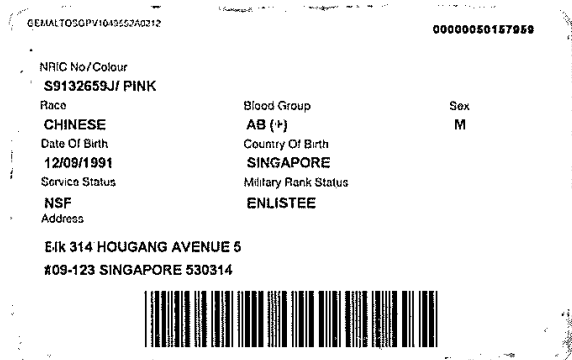 GEMALTOSGPV1049653A0212
00000050157959
NRIC No/Colour
S9132659J/ PINK
Race Blood Group Sex
CHINESE AB (+) M
Date Of Birth Country Of Birth
12/09/1991 SINGAPORE
Service Status Military Rank Status
NSF ENLISTEE
Address
Blk 314 HOUGANG AVENUE 5
#09-123 SINGAPORE 530314